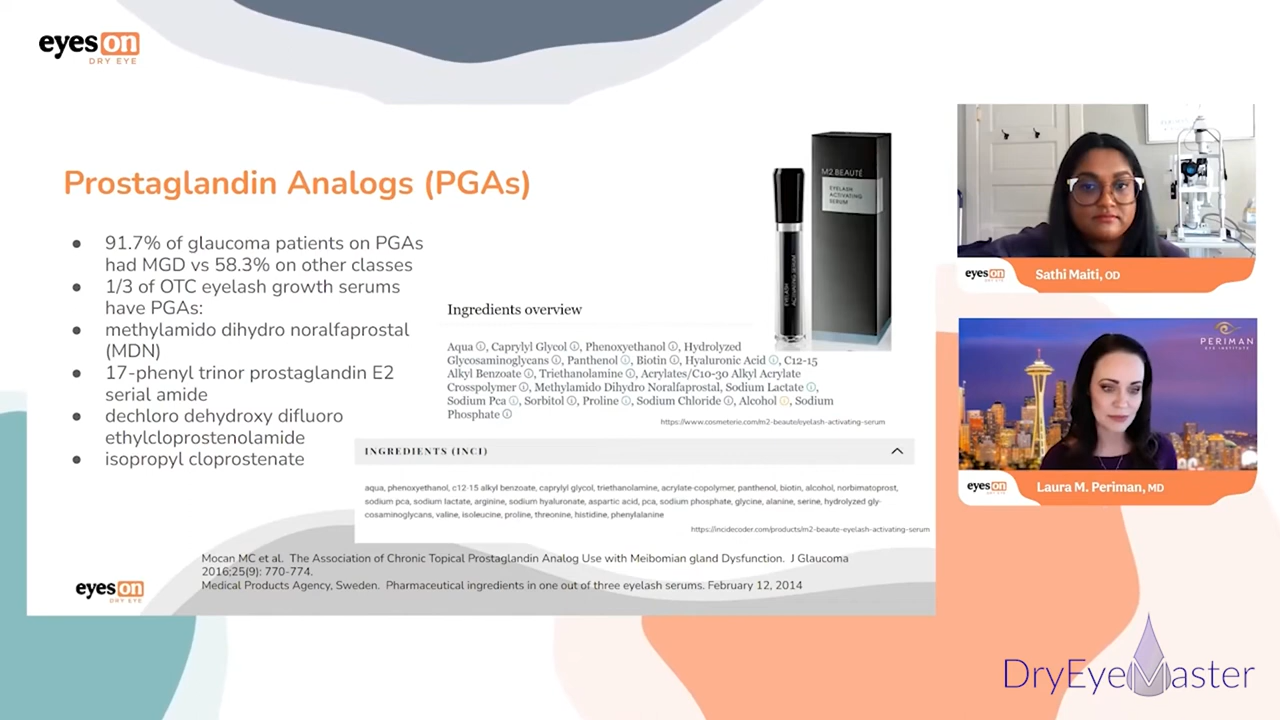 eyes on
DRY EYE
Prostaglandin Analogs (PGAs)
● 91.7% of glaucoma patients on PGAs
had MGD vs 58.3% on other classes
● 1/3 of OTC eyelash growth serums
have PGAs:
● methylamido dihydro noralfaprostal
(MDN)
● 17-phenyl trinor prostaglandin E2
serial amide
● dechloro dehydroxy difluoro
ethylcloprostenolamide
● isopropyl cloprostenate
M2 BEAUTÉ
EYELASH
ACTIVATING
SERUM
EYELASH
ACTIVATING SERUM
Ingredients overview
Aqua ⓘ, Caprylyl Glycol ⓘ, Phenoxyethanol ⓘ, Hydrolyzed
Glycosaminoglycans ⓘ, Panthenol ⓘ, Biotin ⓘ, Hyaluronic Acid ⓘ, C12-15
Alkyl Benzoate ⓘ, Triethanolamine ⓘ, Acrylates/C10-30 Alkyl Acrylate
Crosspolymer ⓘ, Methylamido Dihydro Noralfaprostal, Sodium Lactate ⓘ,
Sodium Pca ⓘ, Sorbitol ⓘ, Proline ⓘ, Sodium Chloride ⓘ, Alcohol ⓘ, Sodium
Phosphate ⓘ
https://www.cosmeterie.com/m2-beaute/eyelash-activating-serum
INGREDIENTS (INCI)
aqua, phenoxyethanol, c12-15 alkyl benzoate, caprylyl glycol, triethanolamine, acrylate-copolymer, panthenol, biotin, alcohol, norbimatoprost,
sodium pca, sodium lactate, arginine, sodium hyaluronate, aspartic acid, pca, sodium phosphate, glycine, alanine, serine, hydrolyzed gly-
cosaminoglycans, valine, isoleucine, proline, threonine, histidine, phenylalanine
https://incidecoder.com/products/m2-beaute-eyelash-activating-serum
Mocan MC et al. The Association of Chronic Topical Prostaglandin Analog Use with Meibomian gland Dysfunction. J Glaucoma
2016;25(9): 770-774.
Medical Products Agency, Sweden. Pharmaceutical ingredients in one out of three eyelash serums. February 12, 2014
eyes on
DRY EYE
eyes on
DRY EYE
Sathi Maiti, OD
PERIMAN
EYE INSTITUTE
eyes on
DRY EYE
Laura M. Periman, MD
DryEyeMaster